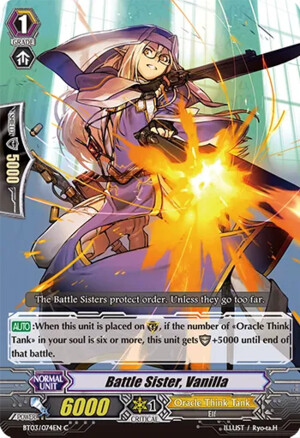 1
GRADE
5000
The Battle Sisters protect order. Unless they go too far.
AUTO:When this unit is placed on , if the number of «Oracle Think
Tank» in your soul is six or more, this unit gets +5000 until end of
that battle.
NORMAL
UNIT
Battle Sister, Vanilla
POWER
6000
1
CRITICAL
Oracle Think Tank
Elf
BT03/074EN C
ILLUST / Ryo-ta.H